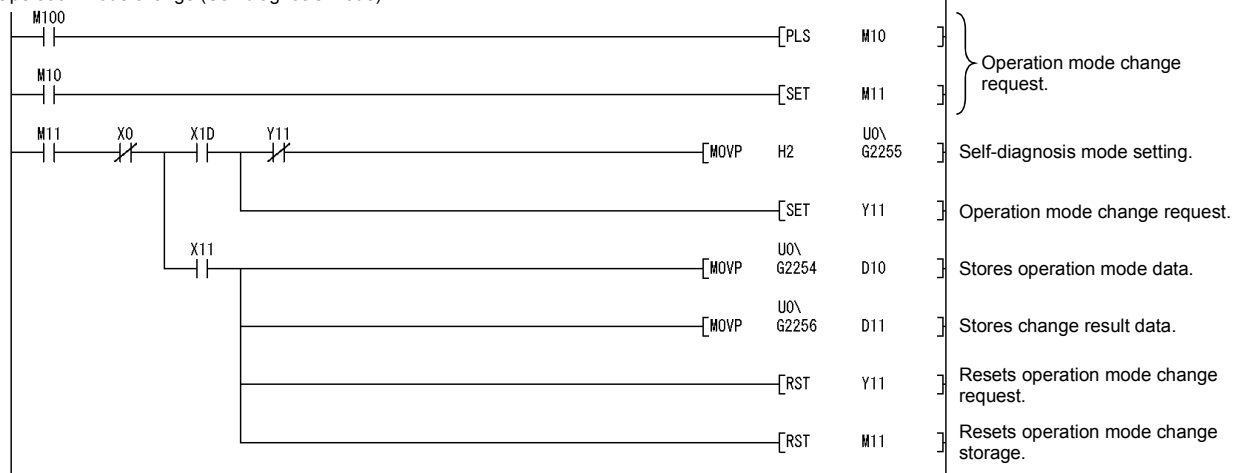 M100
[PLS M10 ]
Operation mode change
request.
M10
[SET M11 ]
M11 X0 X1D Y11 U0\
[MOVP H2 G2255 ] Self-diagnosis mode setting.
[SET Y11 ] Operation mode change request.
X11 U0\
[MOVP G2254 D10 ] Stores operation mode data.
U0\
[MOVP G2256 D11 ] Stores change result data.
[RST Y11 ] Resets operation mode change
request.
[RST M11 ] Resets operation mode change
storage.